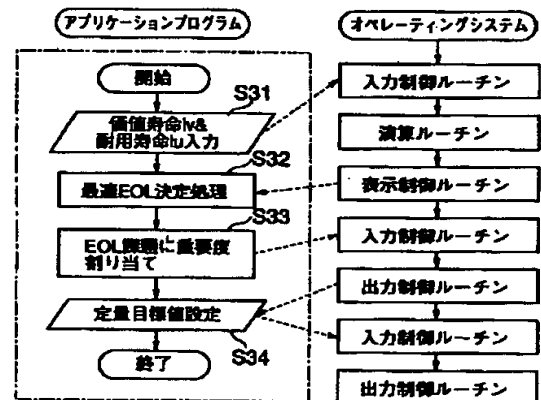 アプリケーションプログラム
開始
S31
価値寿命lv&
耐用寿命lu入力
S32
最適EOL決定処理
S33
EOL課題に重要度
割り当て
定量目標値設定
S34
終了
オペレーティングシステム
入力制御ルーチン
演算ルーチン
表示制御ルーチン
入力制御ルーチン
出力制御ルーチン
入力制御ルーチン
出力制御ルーチン